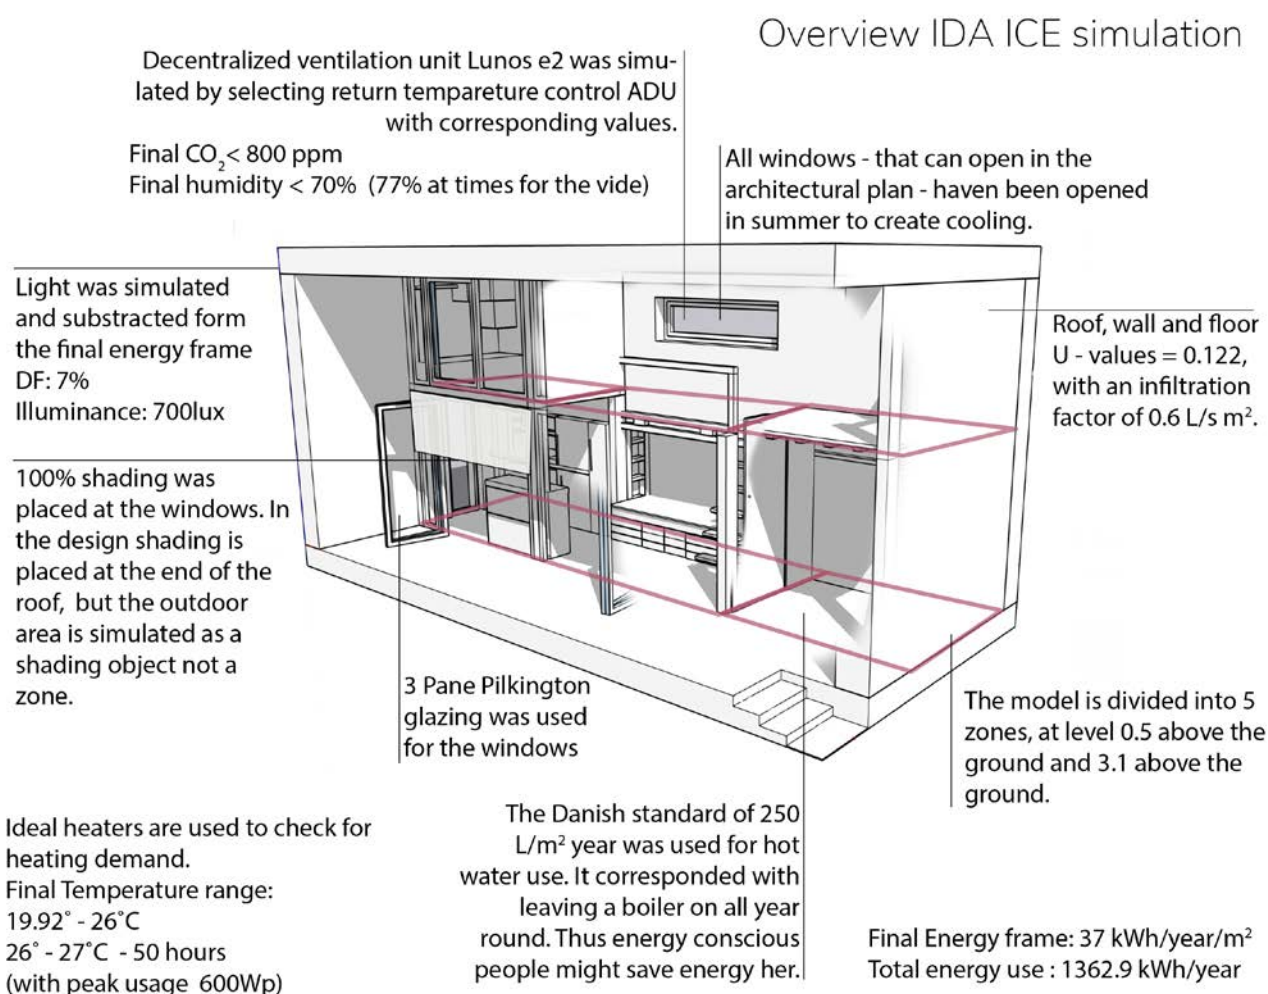 Overview IDA ICE simulation
Decentralized ventilation unit Lunos e2 was simu-
lated by selecting return tempareture control ADU
with corresponding values.
Final CO₂< 800 ppm
Final humidity < 70% (77% at times for the vide)
All windows - that can open in the
architectural plan - haven been opened
in summer to create cooling.
Light was simulated
and substracted form
the final energy frame
DF: 7%
Illuminance: 700lux
Roof, wall and floor
U - values = 0.122,
with an infiltration
factor of 0.6 L/s m².
100% shading was
placed at the windows. In
the design shading is
placed at the end of the
roof, but the outdoor
area is simulated as a
shading object not a
zone.
3 Pane Pilkington
glazing was used
for the windows
The model is divided into 5
zones, at level 0.5 above the
ground and 3.1 above the
ground.
Ideal heaters are used to check for
heating demand.
Final Temperature range:
19.92˚ - 26˚C
26˚ - 27˚C - 50 hours
(with peak usage 600Wp)
The Danish standard of 250
L/m² year was used for hot
water use. It corresponded with
leaving a boiler on all year
round. Thus energy conscious
people might save energy her.
Final Energy frame: 37 kWh/year/m²
Total energy use : 1362.9 kWh/year